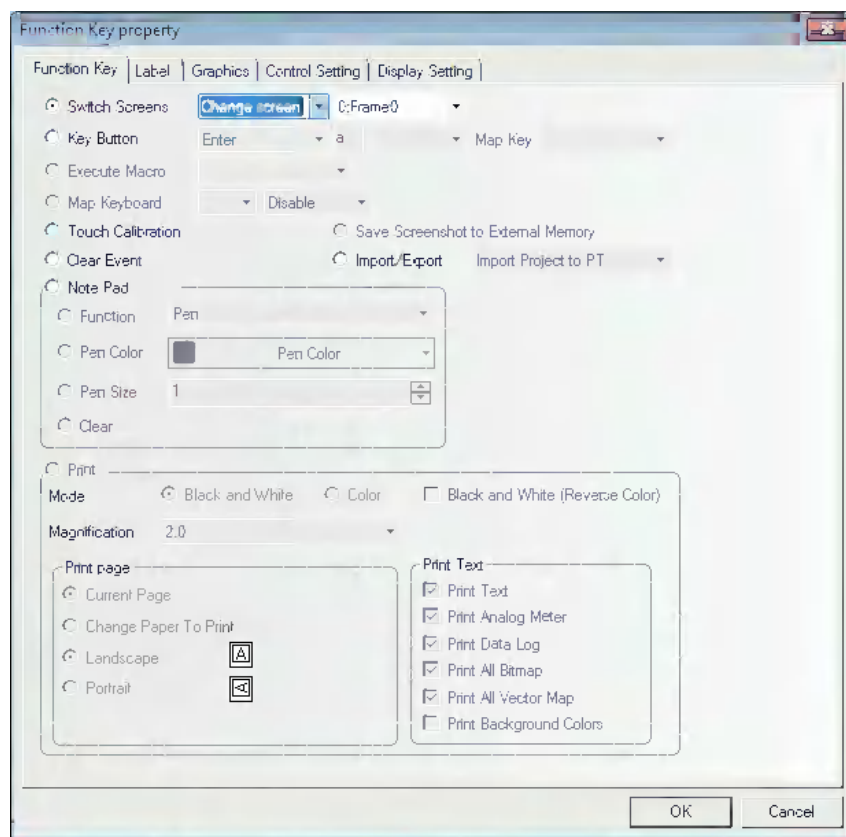 Function Key property
Function Key Label Graphics Control Setting Display Setting
Switch Screens Change screen 0:Frame0
Key Button Enter a Map Key
Execute Macro
Map Keyboard Disable
Touch Calibration Save Screenshot to External Memory
Clear Event Import/Export Import Project to PT
Note Pad
Function Pen
Pen Color Pen Color
Pen Size 1
Clear
Print
Mode Black and White Color Black and White (Reverse Color)
Magnification 2.0
Print page
Current Page
Change Paper To Print
Landscape A
Portrait A
Print Text
Print Text
Print Analog Meter
Print Data Log
Print All Bitmap
Print All Vector Map
Print Background Colors
OK Cancel